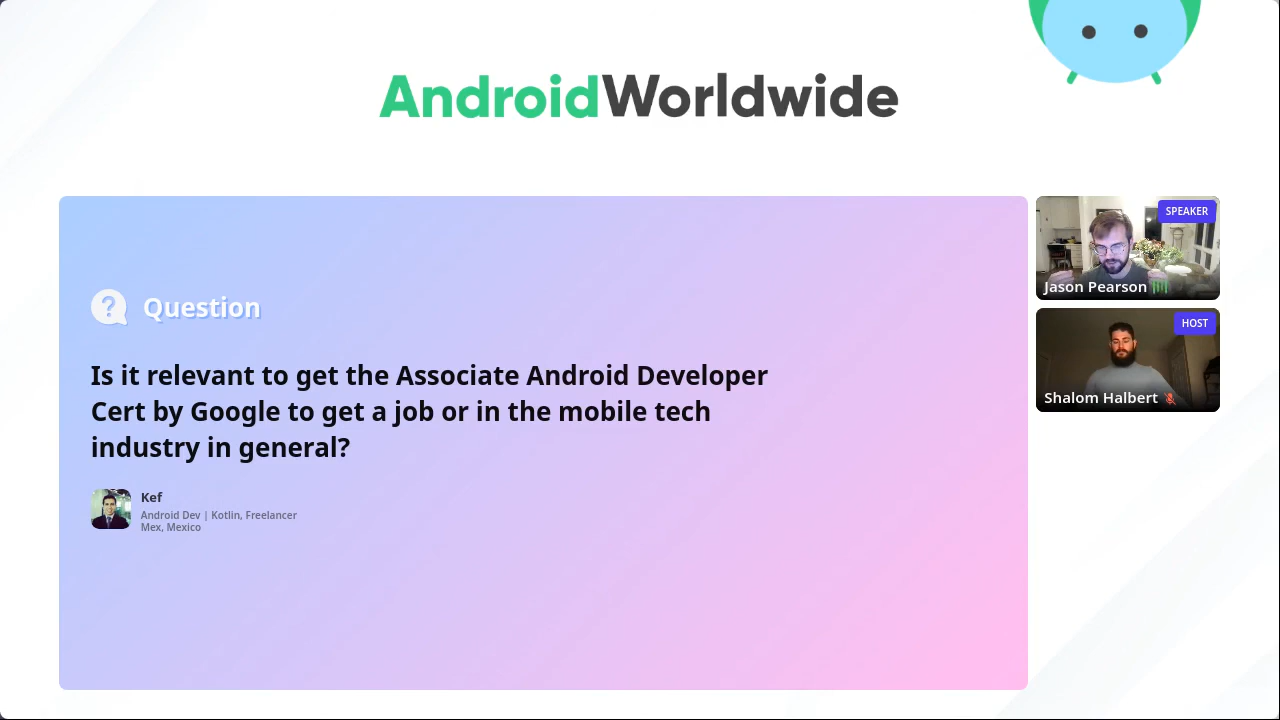 AndroidWorldwide
Question
Is it relevant to get the Associate Android Developer
Cert by Google to get a job or in the mobile tech
industry in general?
Kef
Android Dev | Kotlin, Freelancer
Mex, Mexico
SPEAKER
Jason Pearson
HOST
Shalom Halbert